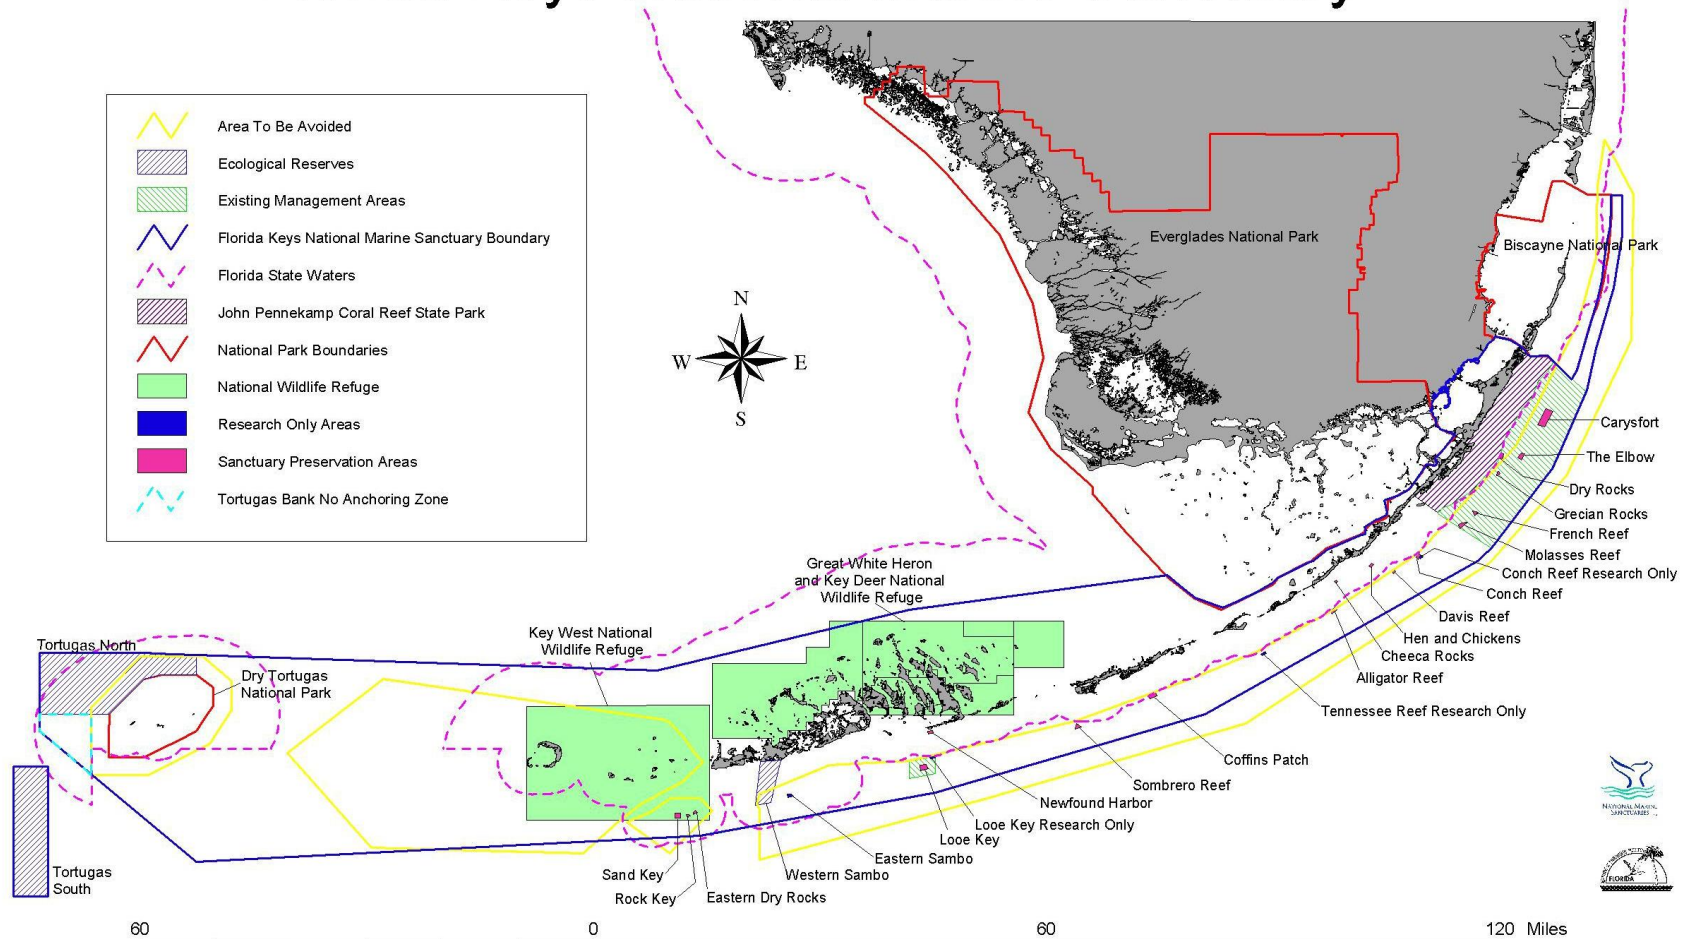 Area To Be Avoided
Ecological Reserves
Existing Management Areas
Florida Keys National Marine Sanctuary Boundary
Florida State Waters
John Pennekamp Coral Reef State Park
National Park Boundaries
National Wildlife Refuge
Research Only Areas
Sanctuary Preservation Areas
Tortugas Bank No Anchoring Zone
N
W
E
S
Everglades National Park
Biscayne National Park
Carysfort
The Elbow
Dry Rocks
Grecian Rocks
French Reef
Molasses Reef
Conch Reef Research Only
Conch Reef
Davis Reef
Hen and Chickens
Cheeca Rocks
Alligator Reef
Tennessee Reef Research Only
Coffins Patch
Sombrero Reef
Newfound Harbor
Looe Key Research Only
Looe Key
Eastern Sambo
Western Sambo
Great White Heron
and Key Deer National
Wildlife Refuge
Key West National
Wildlife Refuge
Tortugas North
Dry Tortugas
National Park
Tortugas
South
Sand Key
Rock Key
Eastern Dry Rocks
NATIONAL MARINE
SANCTUARIES
FLORIDA
60
0
60
120 Miles